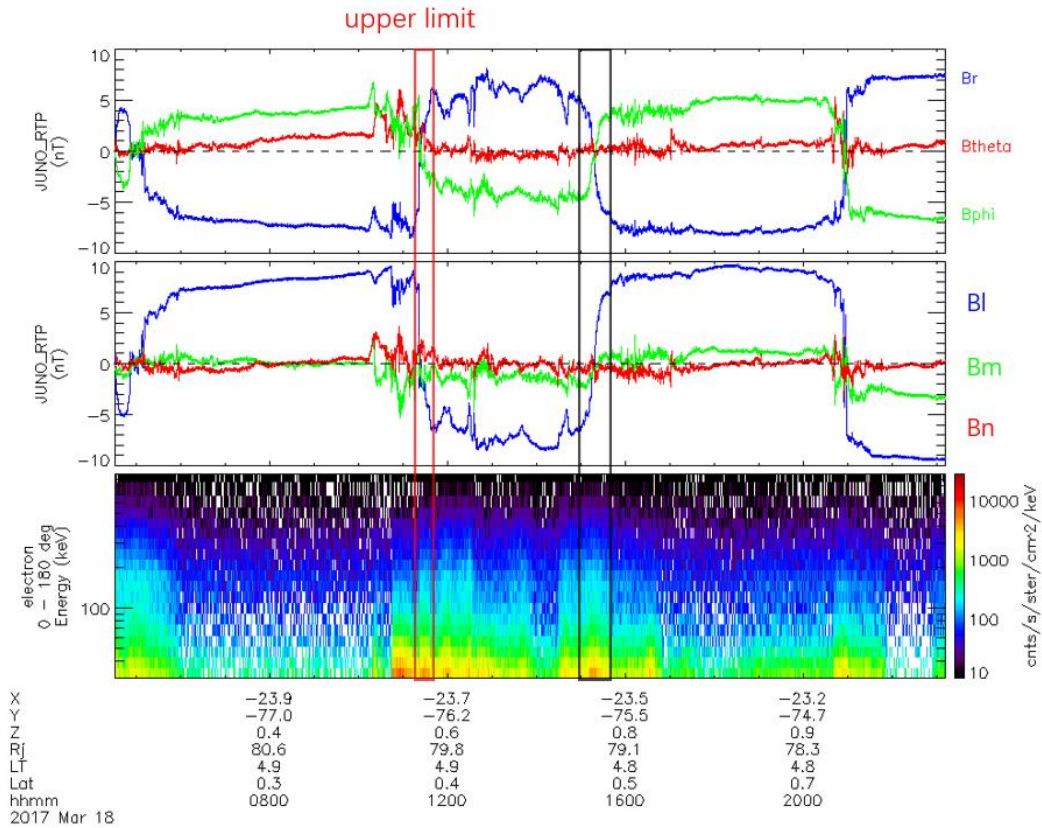 upper limit
10
5
0
−5
−10
JUNO_RTP
(nT)
Br
Btheta
Bphi
10
5
0
−5
−10
JUNO_RTP
(nT)
Bl
Bm
Bn
electron
0 − 180 deg
Energy (keV)
100
10000
1000
100
10
cnts/s/ster/cm^2/keV
X −23.9 −23.7 −23.5 −23.2
Y −77.0 −76.2 −75.5 −74.7
Z 0.4 0.6 0.8 0.9
Rj 80.6 79.8 79.1 78.3
LT 4.9 4.9 4.8 4.8
Lat 0.3 0.4 0.5 0.7
hhmm 0800 1200 1600 2000
2017 Mar 18